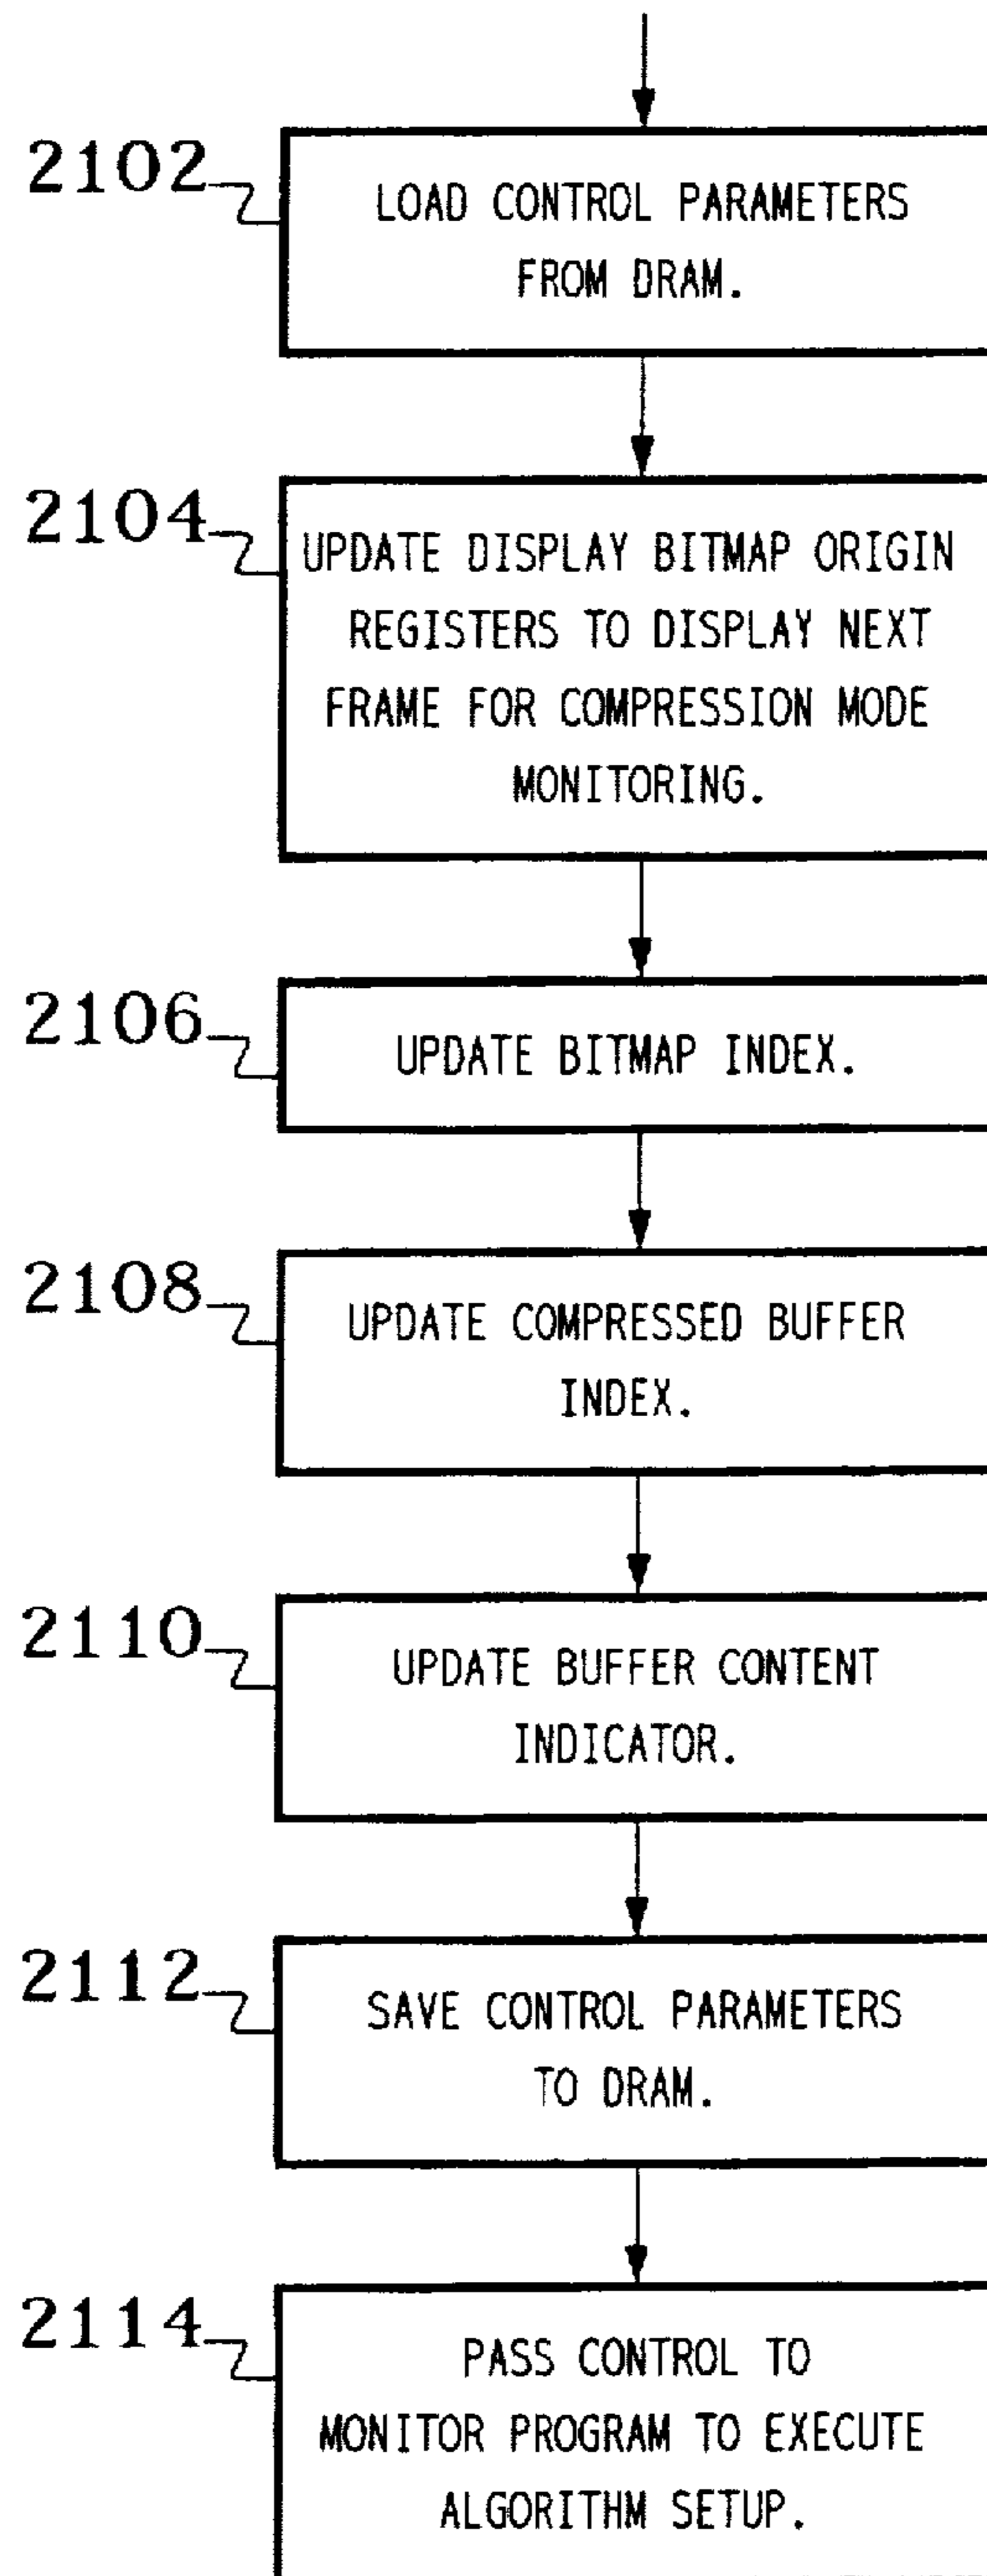 2102
LOAD CONTROL PARAMETERS
FROM DRAM.
2104
UPDATE DISPLAY BITMAP ORIGIN
REGISTERS TO DISPLAY NEXT
FRAME FOR COMPRESSION MODE
MONITORING.
2106
UPDATE BITMAP INDEX.
2108
UPDATE COMPRESSED BUFFER
INDEX.
2110
UPDATE BUFFER CONTENT
INDICATOR.
2112
SAVE CONTROL PARAMETERS
TO DRAM.
2114
PASS CONTROL TO
MONITOR PROGRAM TO EXECUTE
ALGORITHM SETUP.